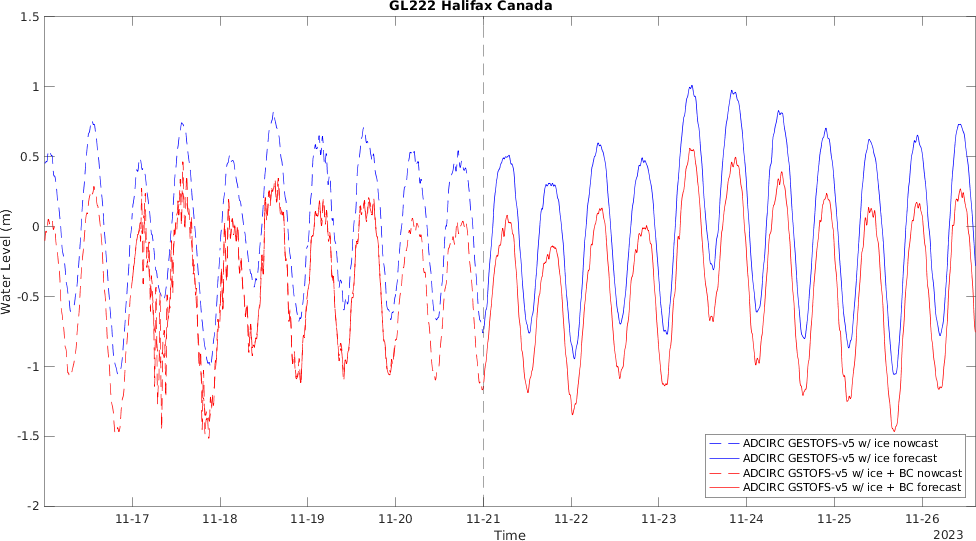 GL222 Halifax Canada
1.5
1
0.5
0
-0.5
-1
-1.5
-2
Water Level (m)
11-17 11-18 11-19 11-20 11-21 11-22 11-23 11-24 11-25 11-26
Time
2023
ADCIRC GESTOFS-v5 w/ ice nowcast
ADCIRC GESTOFS-v5 w/ ice forecast
ADCIRC GSTOFS-v5 w/ ice + BC nowcast
ADCIRC GSTOFS-v5 w/ ice + BC forecast